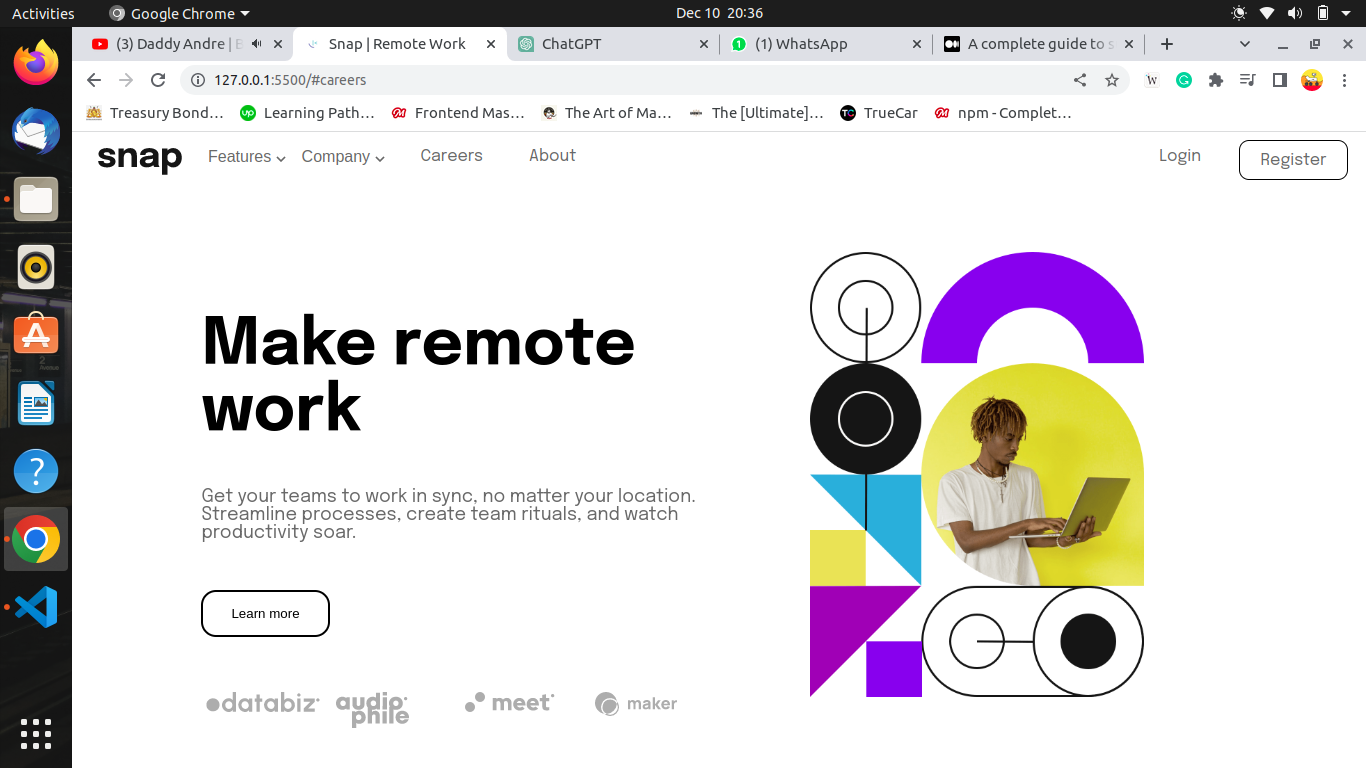 Activities
Google Chrome
Dec 10 20:36
(3) Daddy Andre |
Snap | Remote Work
ChatGPT
(1) WhatsApp
A complete guide to
127.0.0.1:5500/#careers
Treasury Bond…
Learning Path…
Frontend Mas…
The Art of Ma…
The [Ultimate]…
TrueCar
npm - Complet…
snap
Features
Company
Careers
About
Login
Register
Make remote
work
Get your teams to work in sync, no matter your location.
Streamline processes, create team rituals, and watch
productivity soar.
Learn more
databiz
audio
phile
meet
maker